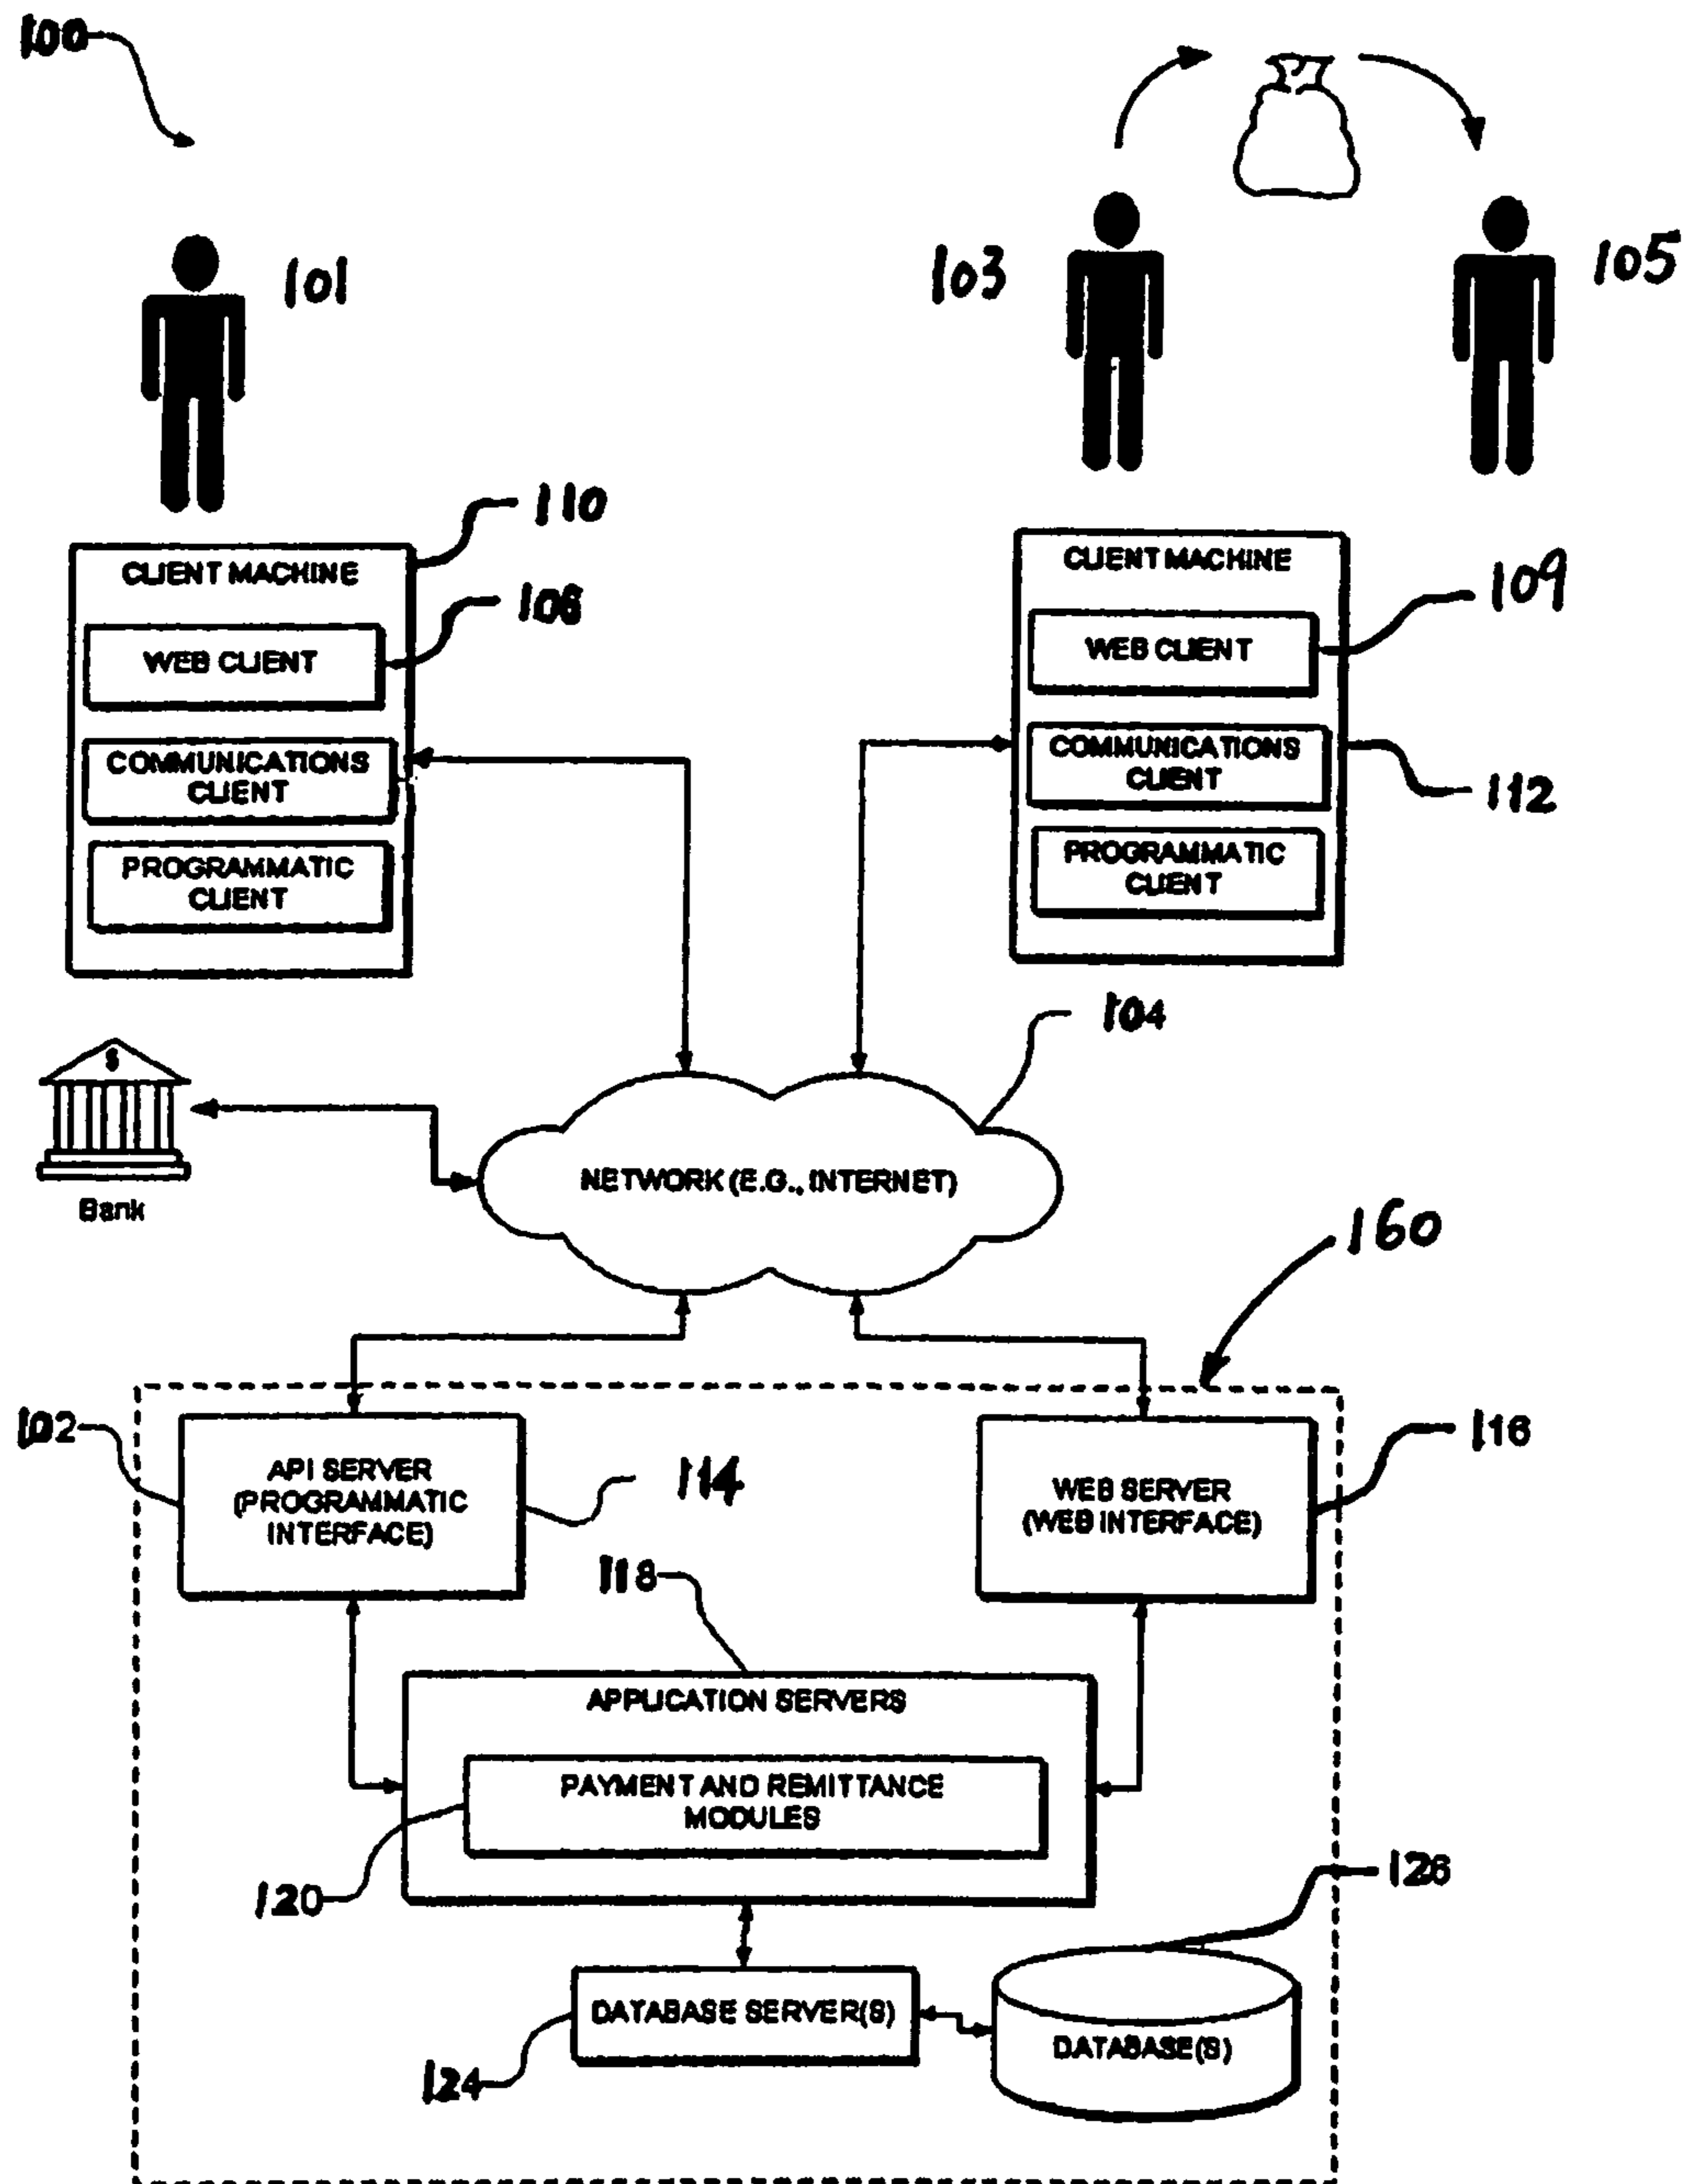 100
101
103
105
110
CLIENT MACHINE
106
WEB CLIENT
COMMUNICATIONS
CLIENT
PROGRAMMATIC
CLIENT
CLIENT MACHINE
109
WEB CLIENT
COMMUNICATIONS
CLIENT
112
PROGRAMMATIC
CLIENT
104
$
Bank
NETWORK (E.G., INTERNET)
160
102
API SERVER
(PROGRAMMATIC
INTERFACE)
114
WEB SERVER
(WEB INTERFACE)
116
118
APPLICATION SERVERS
PAYMENT AND REMITTANCE
MODULES
120
126
DATABASE SERVER(S)
124
DATABASE(S)